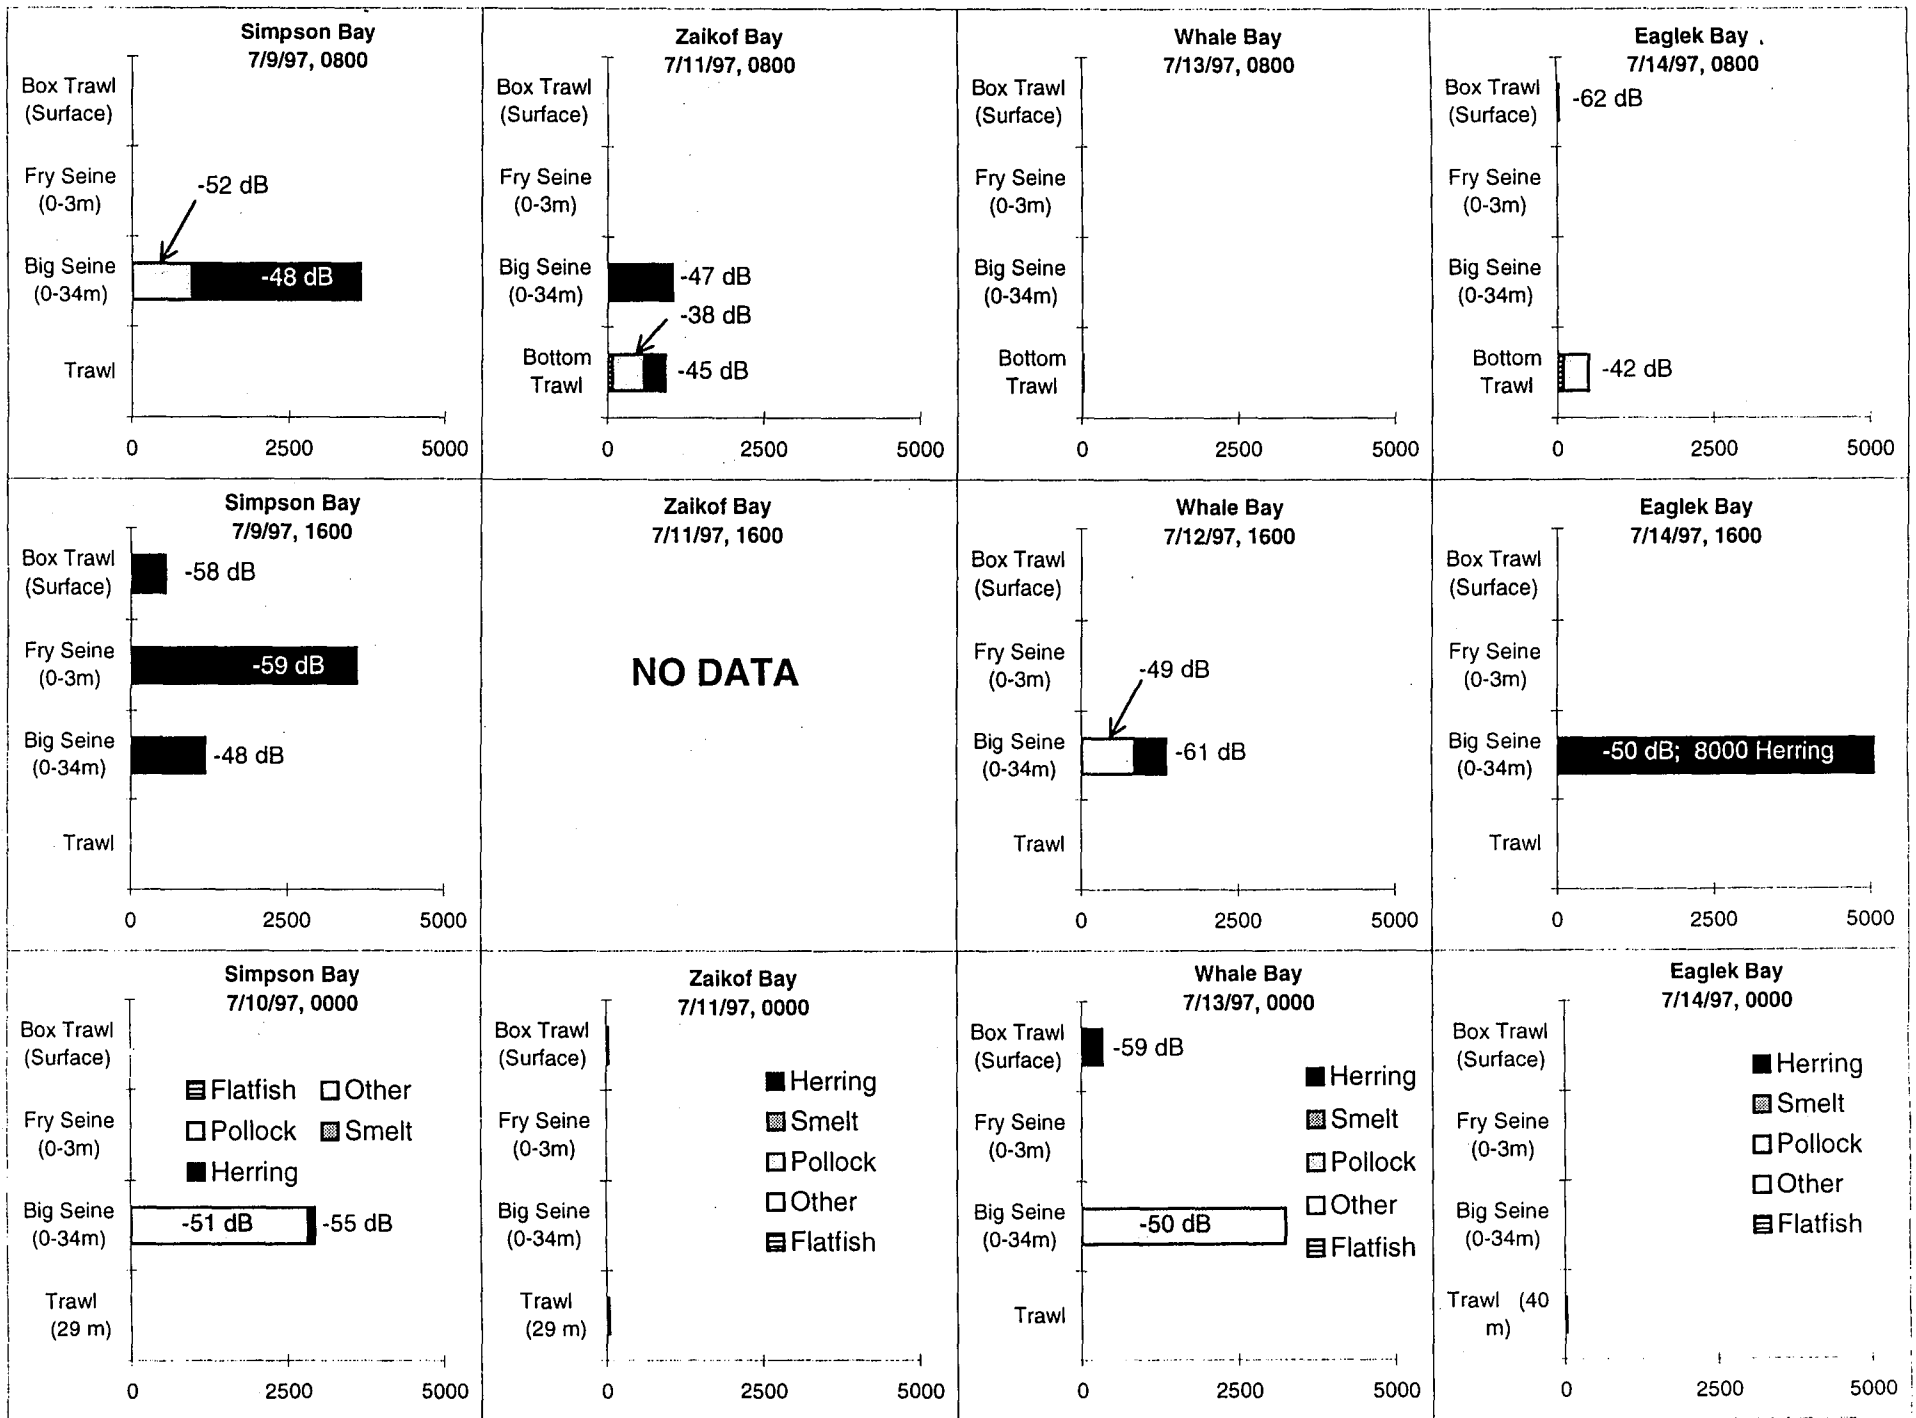 Simpson Bay
7/9/97, 0800
Box Trawl
(Surface)
Fry Seine
(0-3m)
-52 dB
Big Seine
(0-34m)
-48 dB
Trawl
0 2500 5000
Zaikof Bay
7/11/97, 0800
Box Trawl
(Surface)
Fry Seine
(0-3m)
Big Seine
(0-34m)
-47 dB
-38 dB
Bottom
Trawl
-45 dB
0 2500 5000
Whale Bay
7/13/97, 0800
Box Trawl
(Surface)
Fry Seine
(0-3m)
Big Seine
(0-34m)
Bottom
Trawl
0 2500 5000
Eaglek Bay
7/14/97, 0800
Box Trawl
(Surface)
-62 dB
Fry Seine
(0-3m)
Big Seine
(0-34m)
Bottom
Trawl
-42 dB
0 2500 5000
Simpson Bay
7/9/97, 1600
Box Trawl
(Surface)
-58 dB
Fry Seine
(0-3m)
-59 dB
Big Seine
(0-34m)
-48 dB
Trawl
0 2500 5000
Zaikof Bay
7/11/97, 1600
NO DATA
Whale Bay
7/12/97, 1600
Box Trawl
(Surface)
Fry Seine
(0-3m)
-49 dB
Big Seine
(0-34m)
-61 dB
Trawl
0 2500 5000
Eaglek Bay
7/14/97, 1600
Box Trawl
(Surface)
Fry Seine
(0-3m)
Big Seine
(0-34m)
-50 dB; 8000 Herring
Trawl
0 2500 5000
Simpson Bay
7/10/97, 0000
Box Trawl
(Surface)
Flatfish Other
Fry Seine
(0-3m)
Pollock Smelt
Herring
Big Seine
(0-34m)
-51 dB -55 dB
Trawl
(29 m)
0 2500 5000
Zaikof Bay
7/11/97, 0000
Box Trawl
(Surface)
Herring
Fry Seine
(0-3m)
Smelt
Pollock
Big Seine
(0-34m)
Other
Flatfish
Trawl
(29 m)
0 2500 5000
Whale Bay
7/13/97, 0000
Box Trawl
(Surface)
-59 dB
Herring
Fry Seine
(0-3m)
Smelt
Pollock
Big Seine
(0-34m)
-50 dB
Other
Flatfish
Trawl
0 2500 5000
Eaglek Bay
7/14/97, 0000
Box Trawl
(Surface)
Herring
Smelt
Fry Seine
(0-3m)
Pollock
Other
Big Seine
(0-34m)
Flatfish
Trawl (40
m)
0 2500 5000